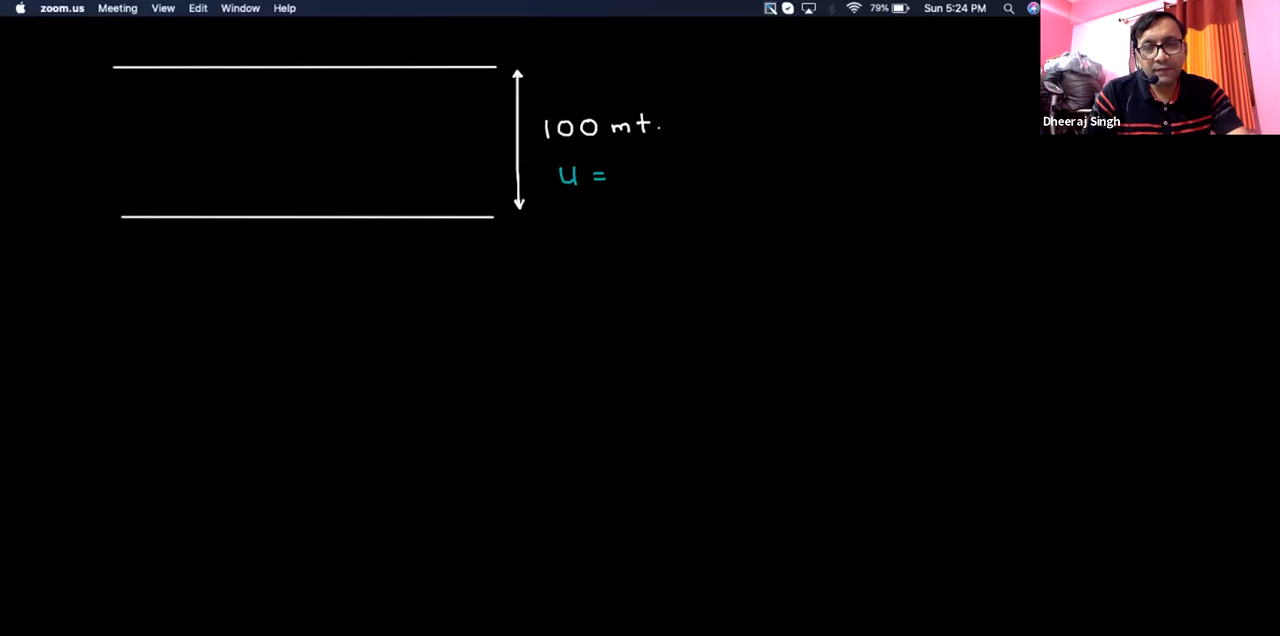 zoom.us Meeting View Edit Window Help 79% Sun 5:24 PM
Dheeraj Singh
100 mt.
u =